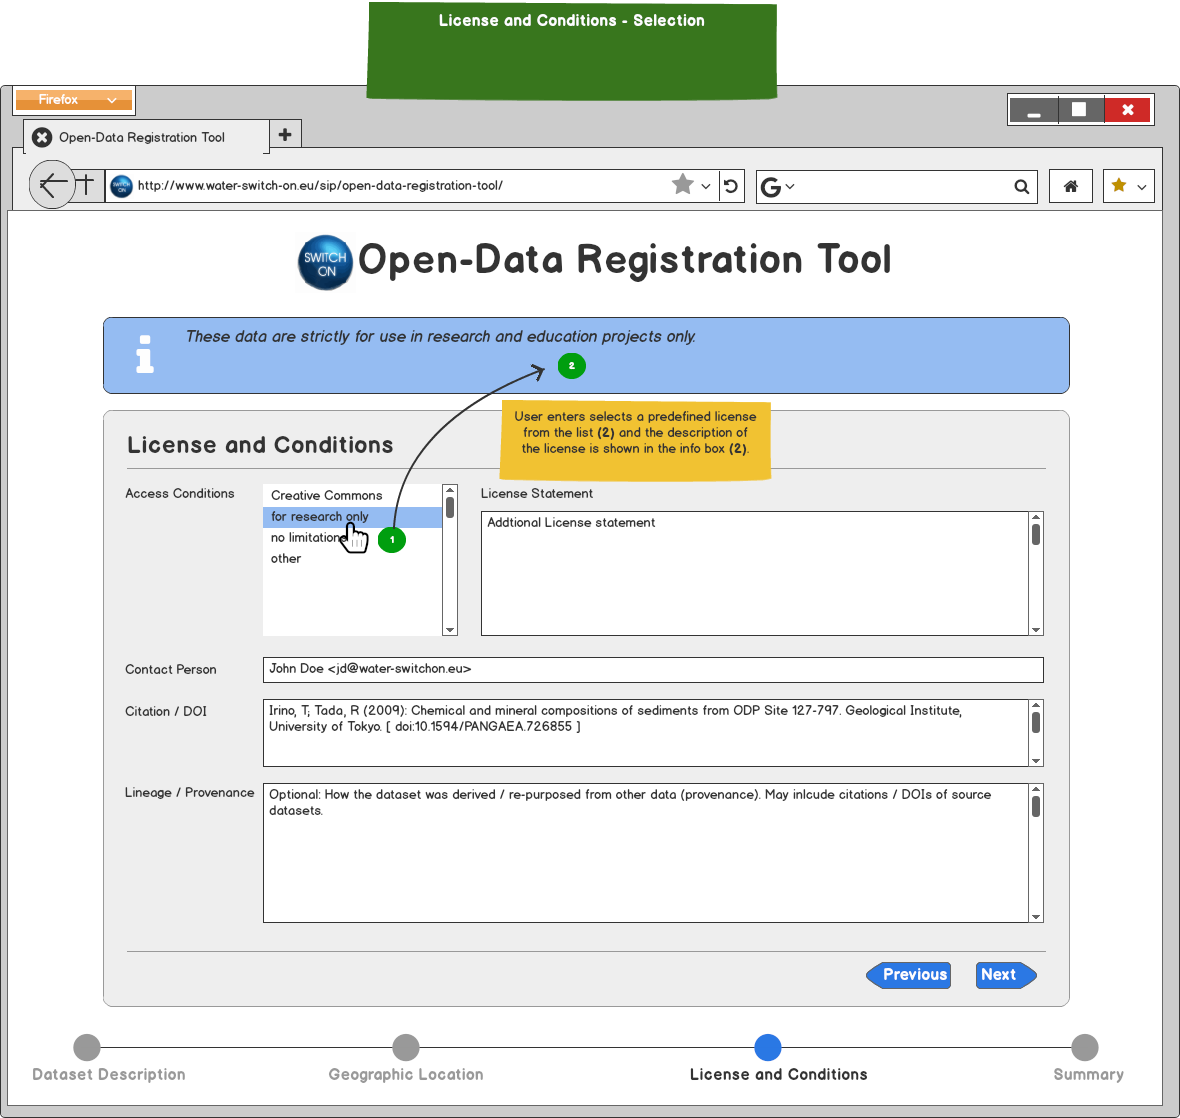 License and Conditions - Selection
Firefox
Open-Data Registration Tool
SWITCH ON
http://www.water-switch-on.eu/sip/open-data-registration-tool/
G
SWITCH
ON
Open-Data Registration Tool
These data are strictly for use in research and education projects only.
2
User enters selects a predefined license
from the list (2) and the description of
the license is shown in the info box (2).
License and Conditions
Access Conditions
Creative Commons
for research only
no limitations
other
1
License Statement
Addtional License statement
Contact Person
John Doe <jd@water-switchon.eu>
Citation / DOI
Irino, T; Tada, R (2009): Chemical and mineral compositions of sediments from ODP Site 127-797. Geological Institute,
University of Tokyo. [ doi:10.1594/PANGAEA.726855 ]
Lineage / Provenance
Optional: How the dataset was derived / re-purposed from other data (provenance). May inlcude citations / DOIs of source
datasets.
Previous
Next
Dataset Description
Geographic Location
License and Conditions
Summary